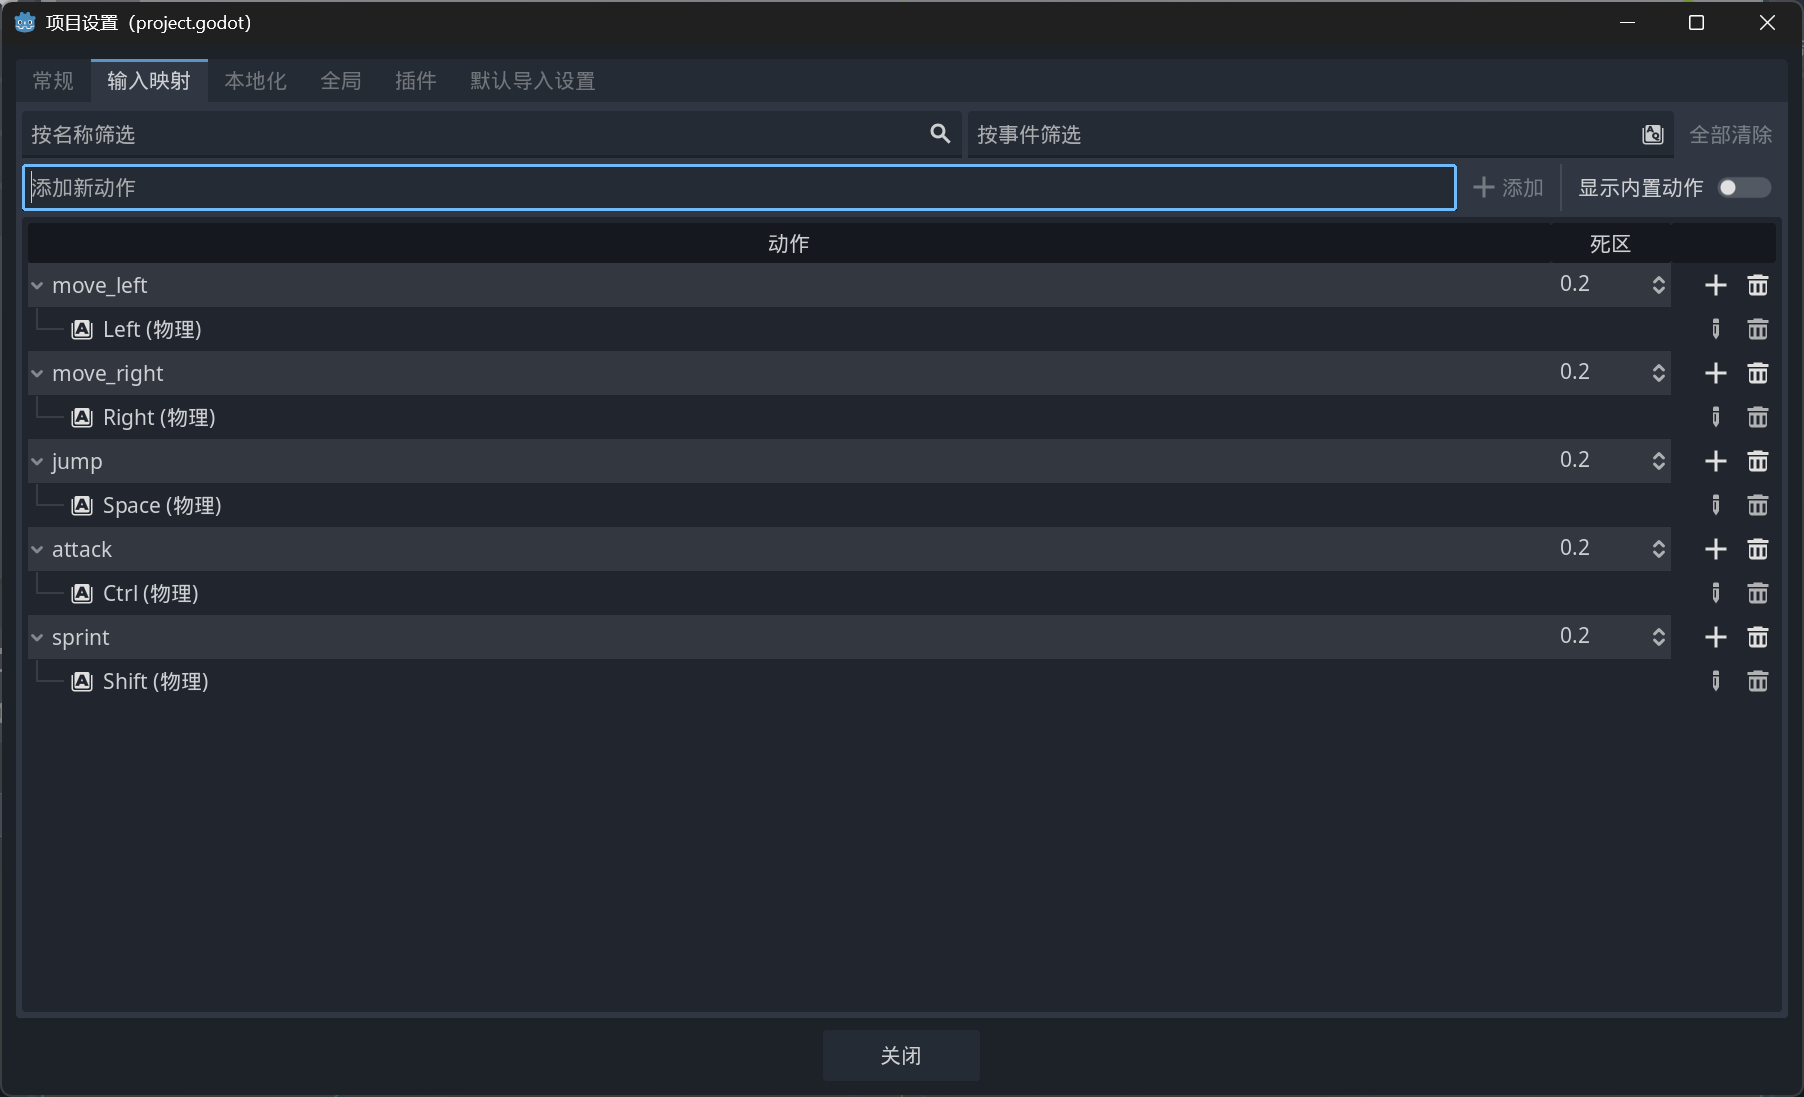 项目设置（project.godot）
常规 输入映射 本地化 全局 插件 默认导入设置
按名称筛选 按事件筛选 全部清除
添加新动作 添加 显示内置动作
动作 死区
move_left 0.2
Left (物理)
move_right 0.2
Right (物理)
jump 0.2
Space (物理)
attack 0.2
Ctrl (物理)
sprint 0.2
Shift (物理)
关闭